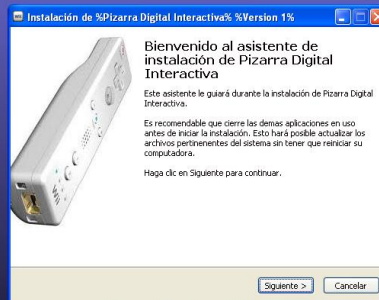 Instalación de %Pizarra Digital Interactiva% %Version 1%
Bienvenido al asistente de
instalación de Pizarra Digital
Interactiva
Este asistente le guiará durante la instalación de Pizarra Digital
Interactiva.
Es recomendable que cierre las demas aplicaciones en uso
antes de iniciar la instalación. Esto hará posible actualizar los
archivos pertinenentes del sistema sin tener que reiniciar su
computadora.
Haga clic en Siguiente para continuar.
Wii
Siguiente >
Cancelar